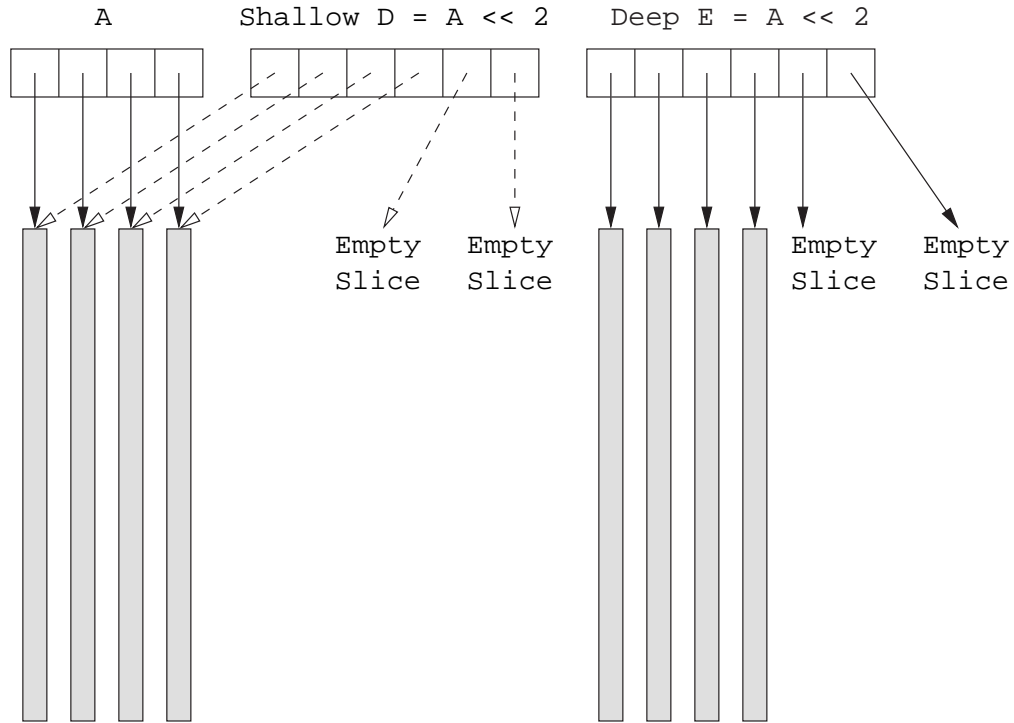 A
Shallow D = A << 2
Deep E = A << 2
Empty
Slice
Empty
Slice
Empty
Slice
Empty
Slice